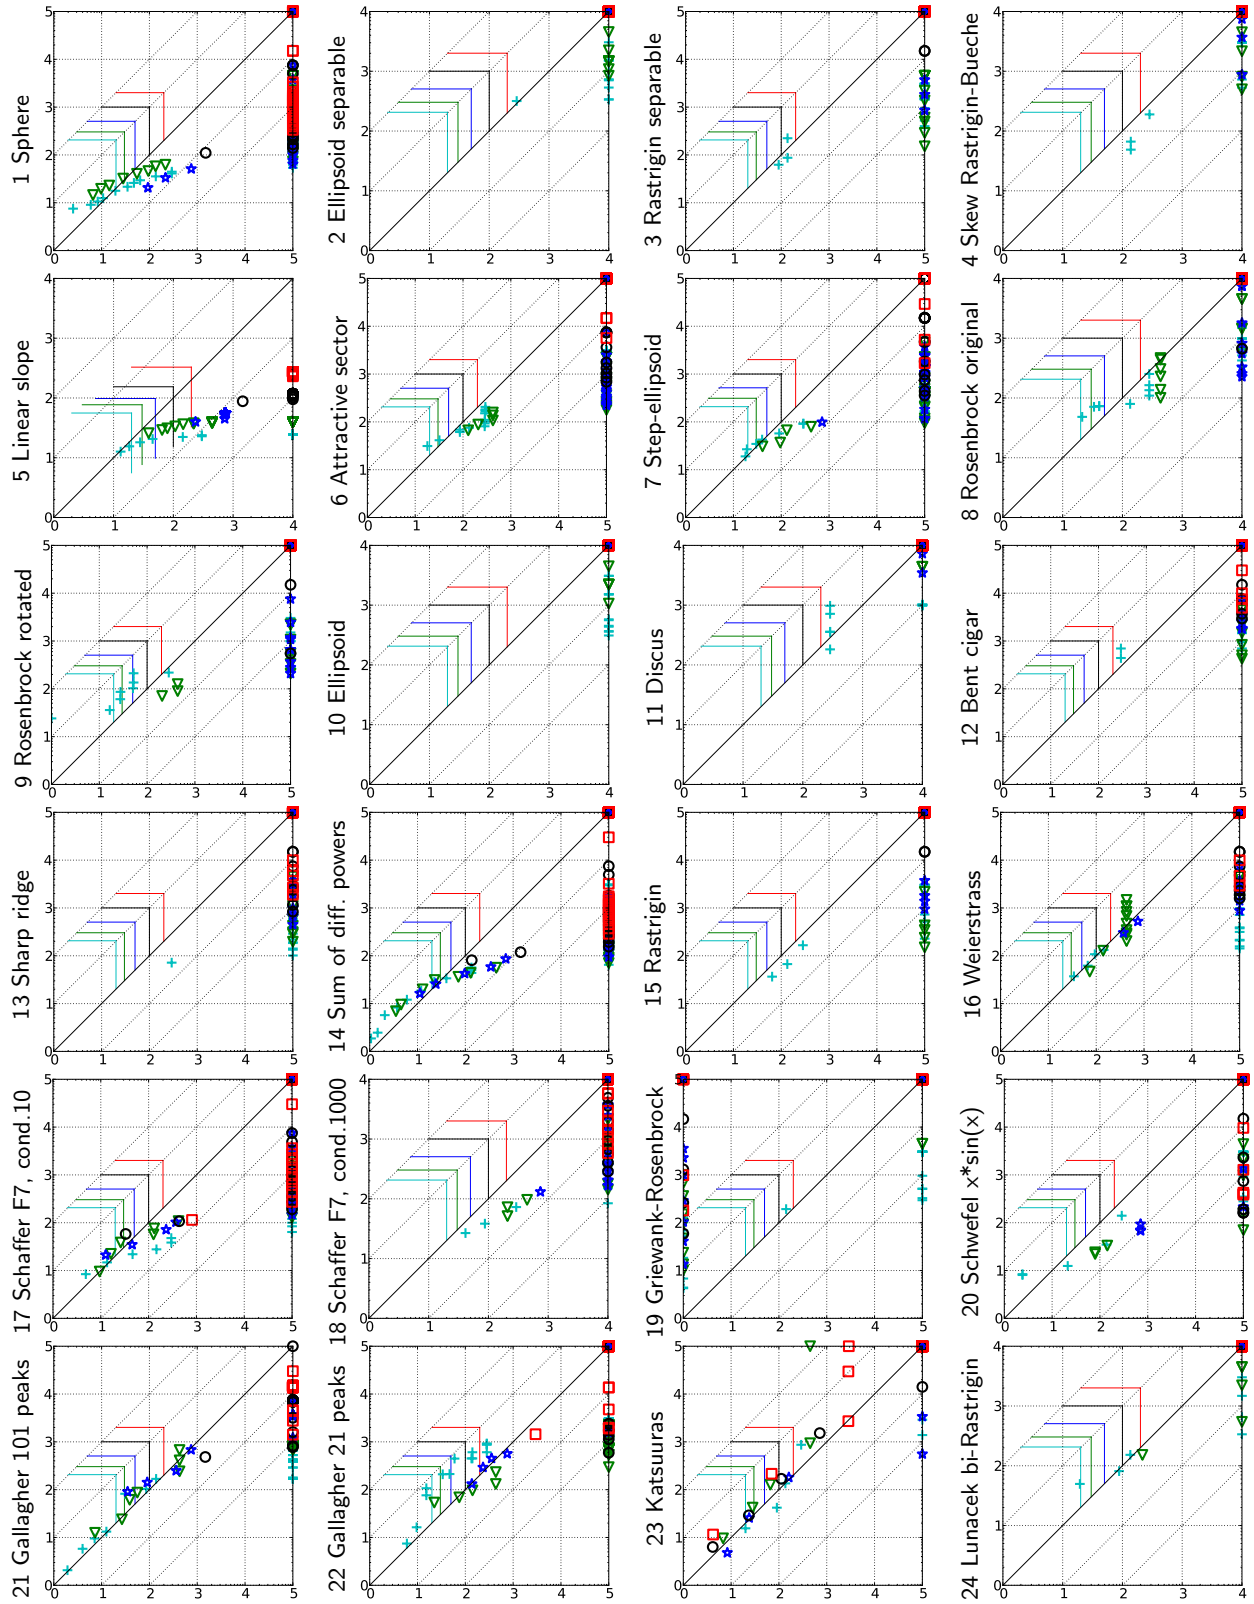 1 Sphere
2 Ellipsoid separable
3 Rastrigin separable
4 Skew Rastrigin-Bueche
5 Linear slope
6 Attractive sector
7 Step-ellipsoid
8 Rosenbrock original
9 Rosenbrock rotated
10 Ellipsoid
11 Discus
12 Bent cigar
13 Sharp ridge
14 Sum of diff. powers
15 Rastrigin
16 Weierstrass
17 Schaffer F7, cond.10
18 Schaffer F7, cond.1000
19 Griewank-Rosenbrock
20 Schwefel x*sin(x)
21 Gallagher 101 peaks
22 Gallagher 21 peaks
23 Katsuuras
24 Lunacek bi-Rastrigin